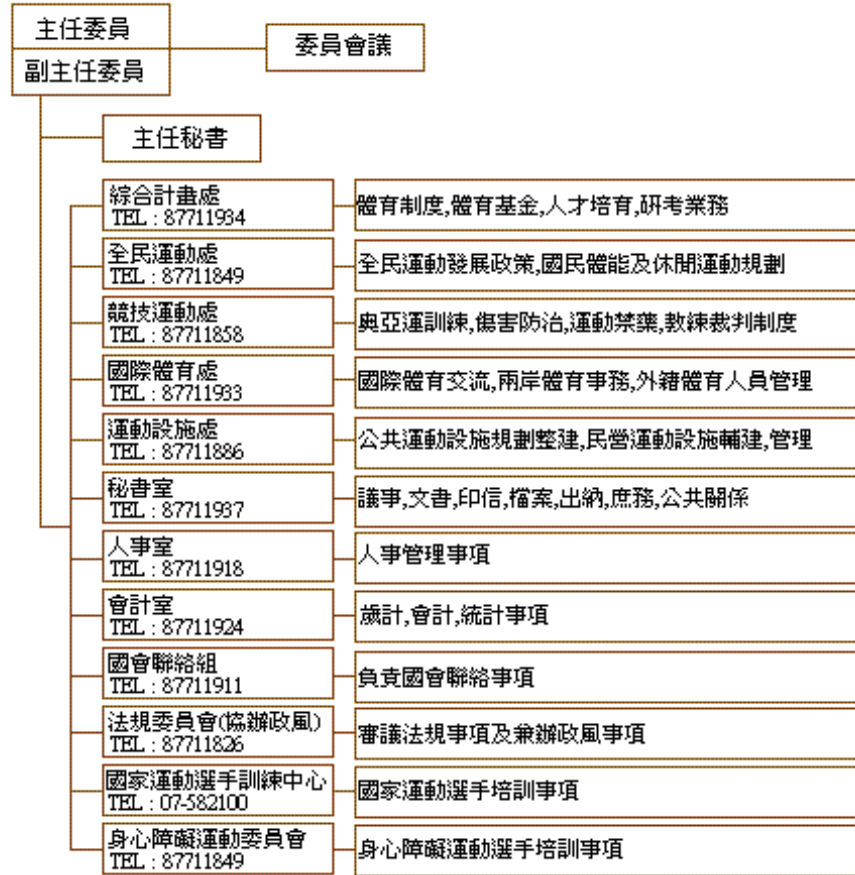 主任委員
委員會議
副主任委員
主任秘書
綜合計畫處
TEL : 87711934
體育制度,體育基金,人才培育,研考業務
全民運動處
TEL : 87711849
全民運動發展政策,國民體能及休閒運動規劃
競技運動處
TEL : 87711858
奧亞運訓練,傷害防治,運動禁藥,教練裁判制度
國際體育處
TEL : 87711933
國際體育交流,兩岸體育事務,外籍體育人員管理
運動設施處
TEL : 87711886
公共運動設施規劃整建,民營運動設施輔建,管理
秘書室
TEL : 87711937
議事,文書,印信,檔案,出納,庶務,公共關係
人事室
TEL : 87711918
人事管理事項
會計室
TEL : 87711924
歲計,會計,統計事項
國會聯絡組
TEL : 87711911
負責國會聯絡事項
法規委員會(協辦政風)
TEL : 87711826
審議法規事項及兼辦政風事項
國家運動選手訓練中心
TEL : 07-582100
國家運動選手培訓事項
身心障礙運動委員會
TEL : 87711849
身心障礙運動選手培訓事項